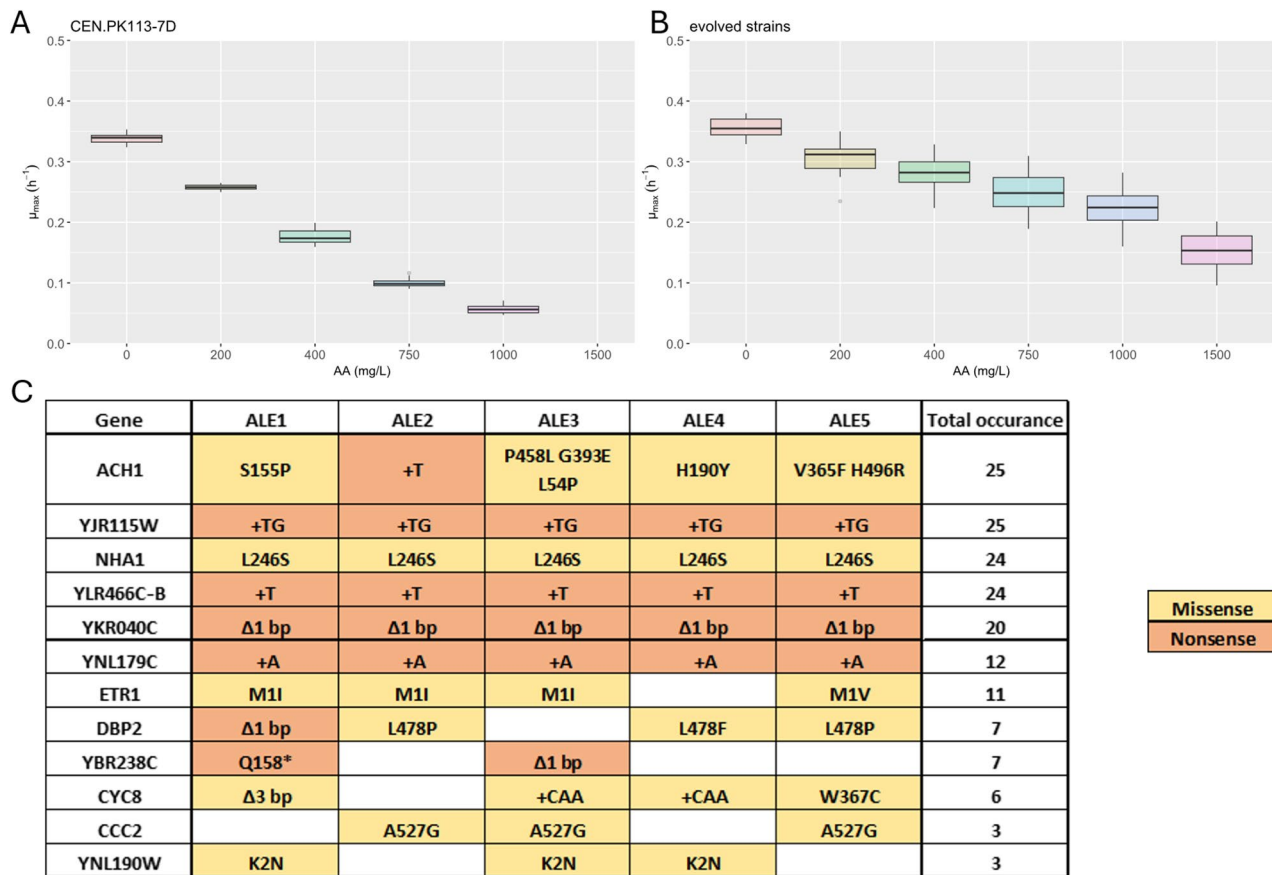 A
CEN.PK113-7D
0.5
0.4
0.3
0.2
0.1
0.0
μmax (h−1)
0 200 400 750 1000 1500
AA (mg/L)
B
evolved strains
0.5
0.4
0.3
0.2
0.1
0.0
μmax (h−1)
0 200 400 750 1000 1500
AA (mg/L)
C
Gene ALE1 ALE2 ALE3 ALE4 ALE5 Total occurance
ACH1 S155P +T P458L G393E L54P H190Y V365F H496R 25
YJR115W +TG +TG +TG +TG +TG 25
NHA1 L246S L246S L246S L246S L246S 24
YLR466C-B +T +T +T +T +T 24
YKR040C Δ1 bp Δ1 bp Δ1 bp Δ1 bp Δ1 bp 20
YNL179C +A +A +A +A +A 12
ETR1 M1I M1I M1I M1V 11
DBP2 Δ1 bp L478P L478F L478P 7
YBR238C Q158* Δ1 bp 7
CYC8 Δ3 bp +CAA +CAA W367C 6
CCC2 A527G A527G A527G 3
YNL190W K2N K2N K2N 3
Missense
Nonsense